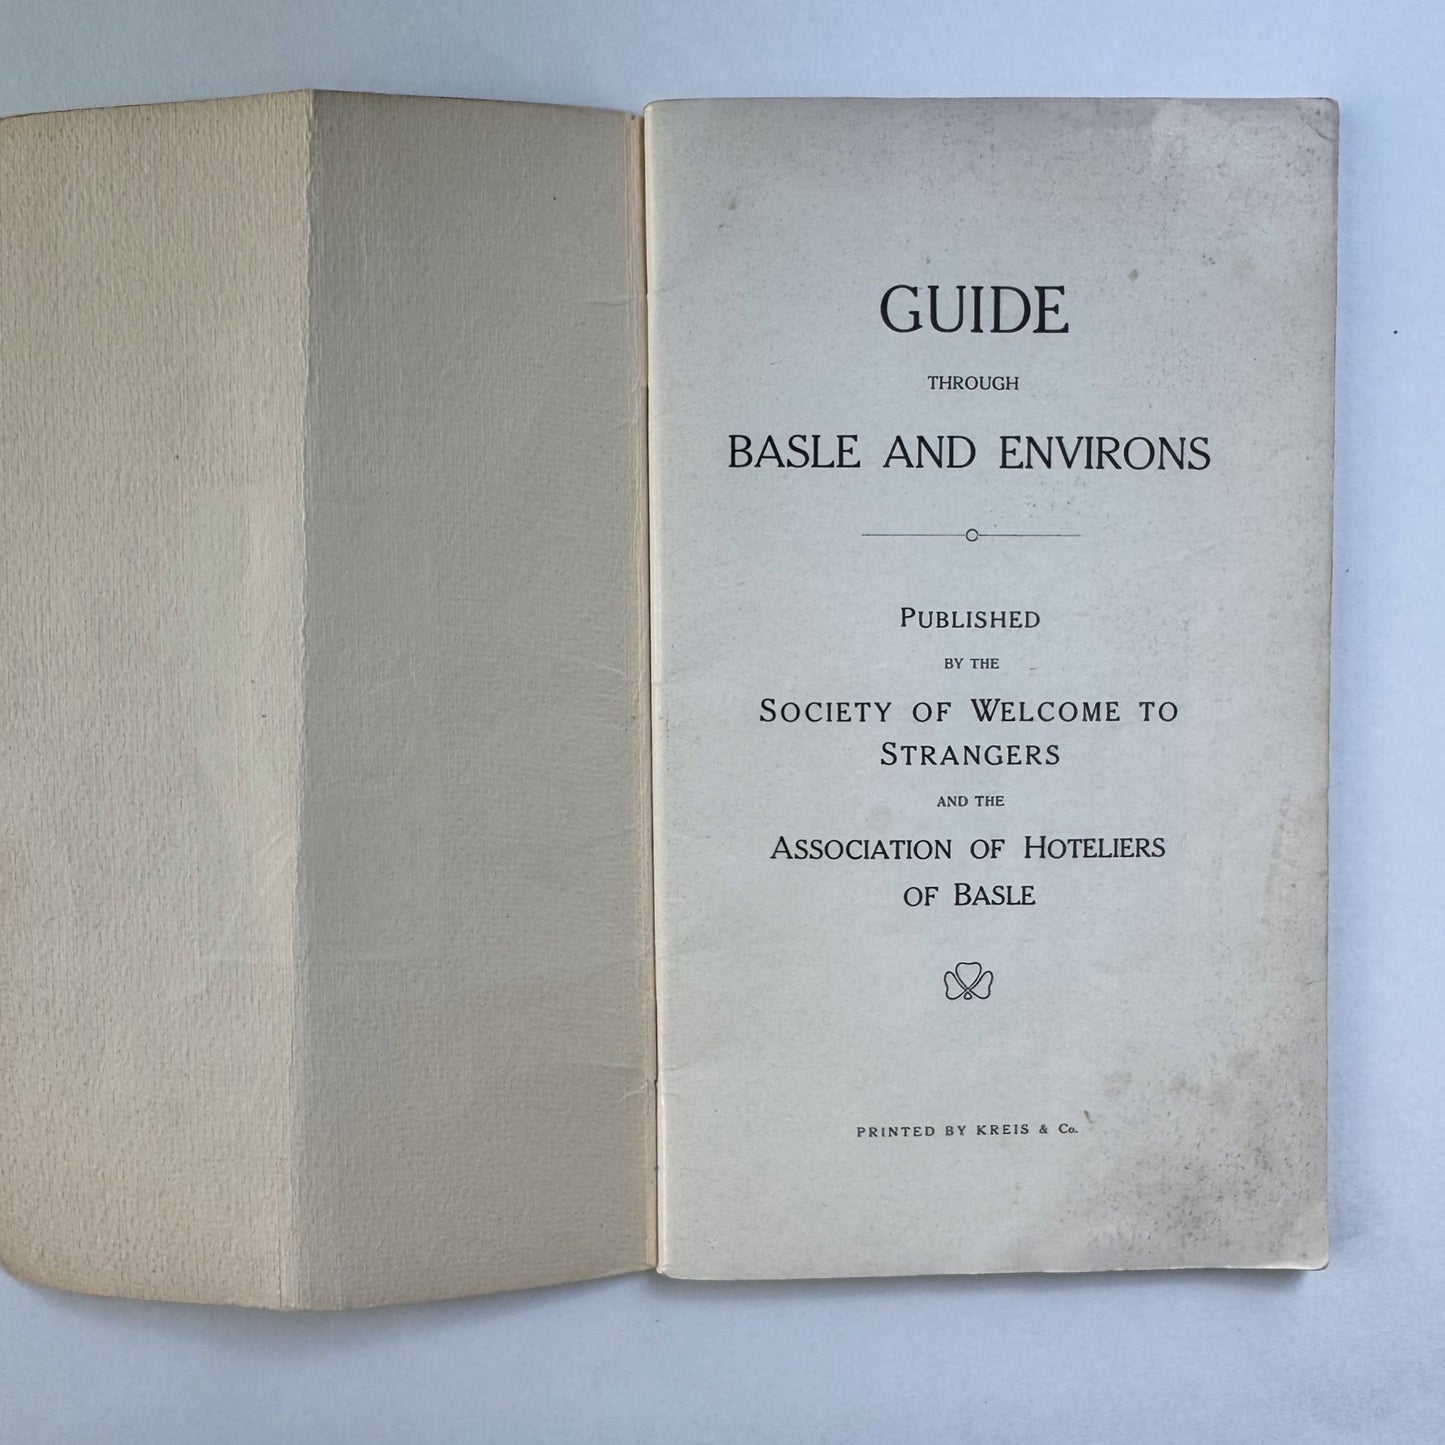 GUIDE
THROUGH
BASLE AND ENVIRONS
PUBLISHED
BY THE
SOCIETY OF WELCOME TO
STRANGERS
AND THE
ASSOCIATION OF HOTELIERS
OF BASLE
PRINTED BY KREIS & Co.